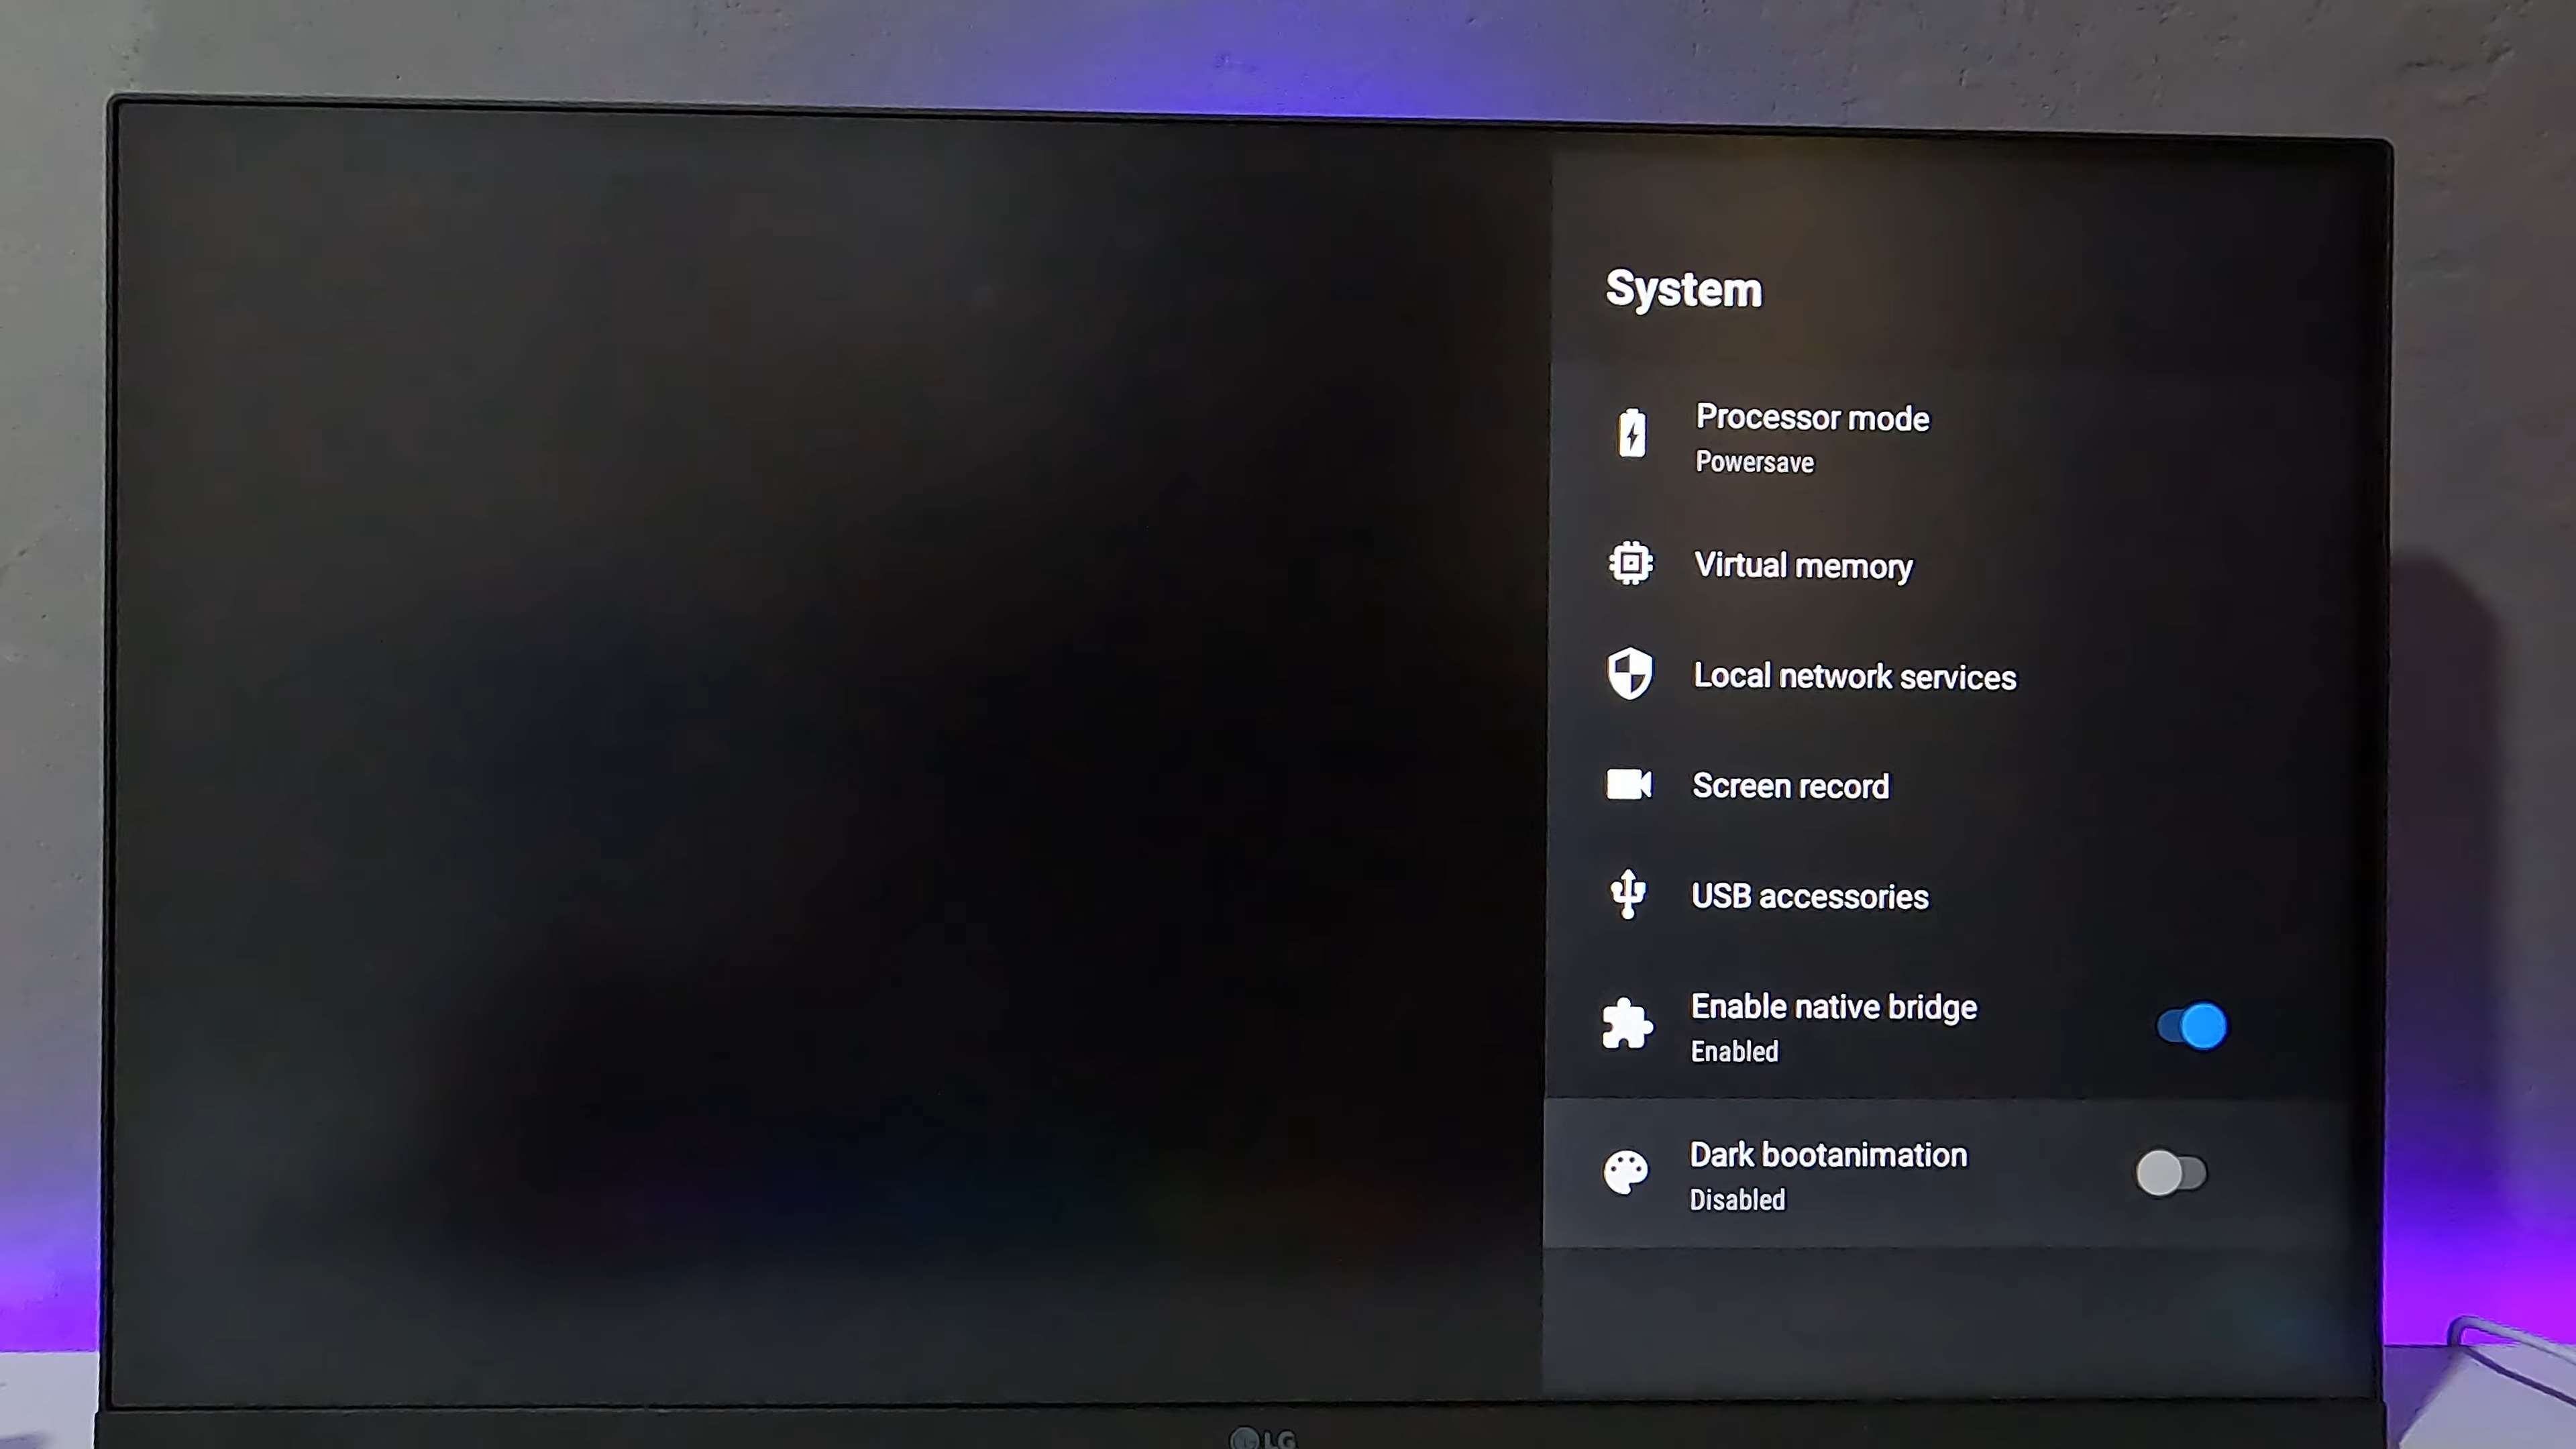 System
Processor mode
Powersave
Virtual memory
Local network services
Screen record
USB accessories
Enable native bridge
Enabled
Dark bootanimation
Disabled
LG